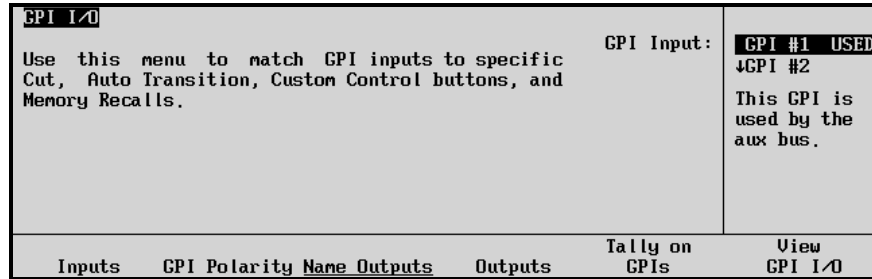 GPI I/O
GPI Input:
GPI #1 USED
↓GPI #2
Use this menu to match GPI inputs to specific
Cut, Auto Transition, Custom Control buttons, and
Memory Recalls.
This GPI is
used by the
aux bus.
Inputs GPI Polarity Name Outputs Outputs Tally on GPIs View GPI I/O